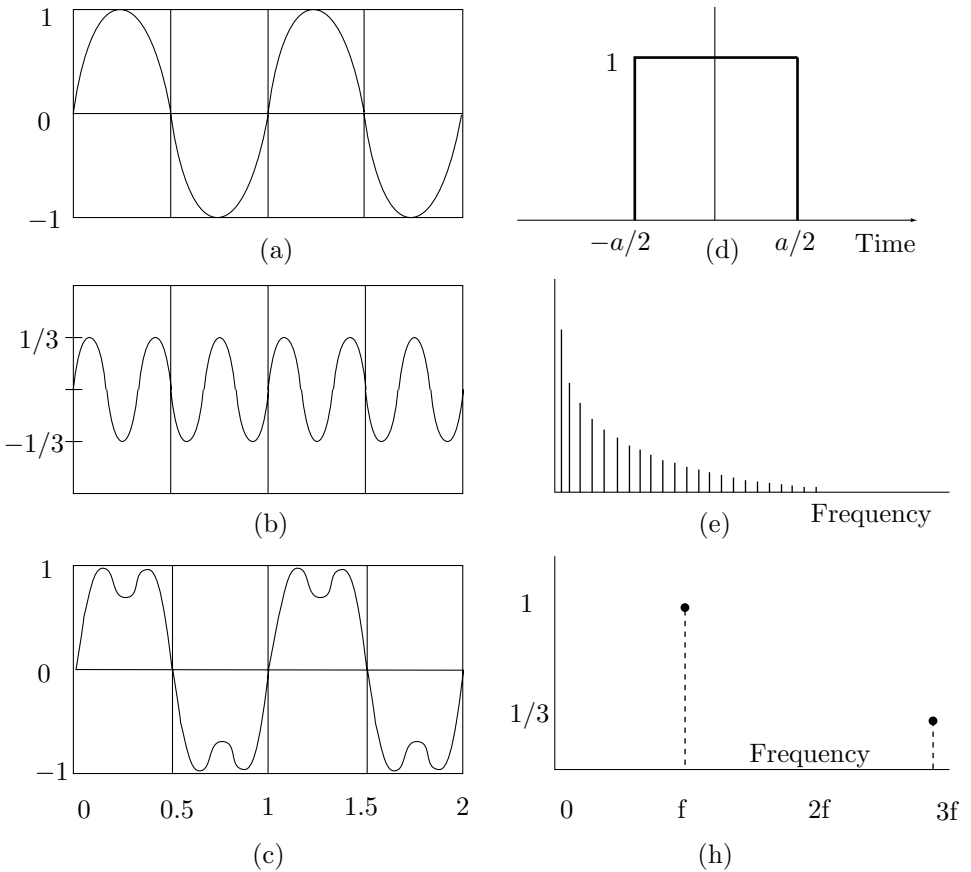 1
0
−1
(a)
1/3
−1/3
(b)
1
0
−1
0 0.5 1 1.5 2
(c)
1
−a/2 a/2 Time
(d)
Frequency
(e)
1
1/3
Frequency
0 f 2f 3f
(h)